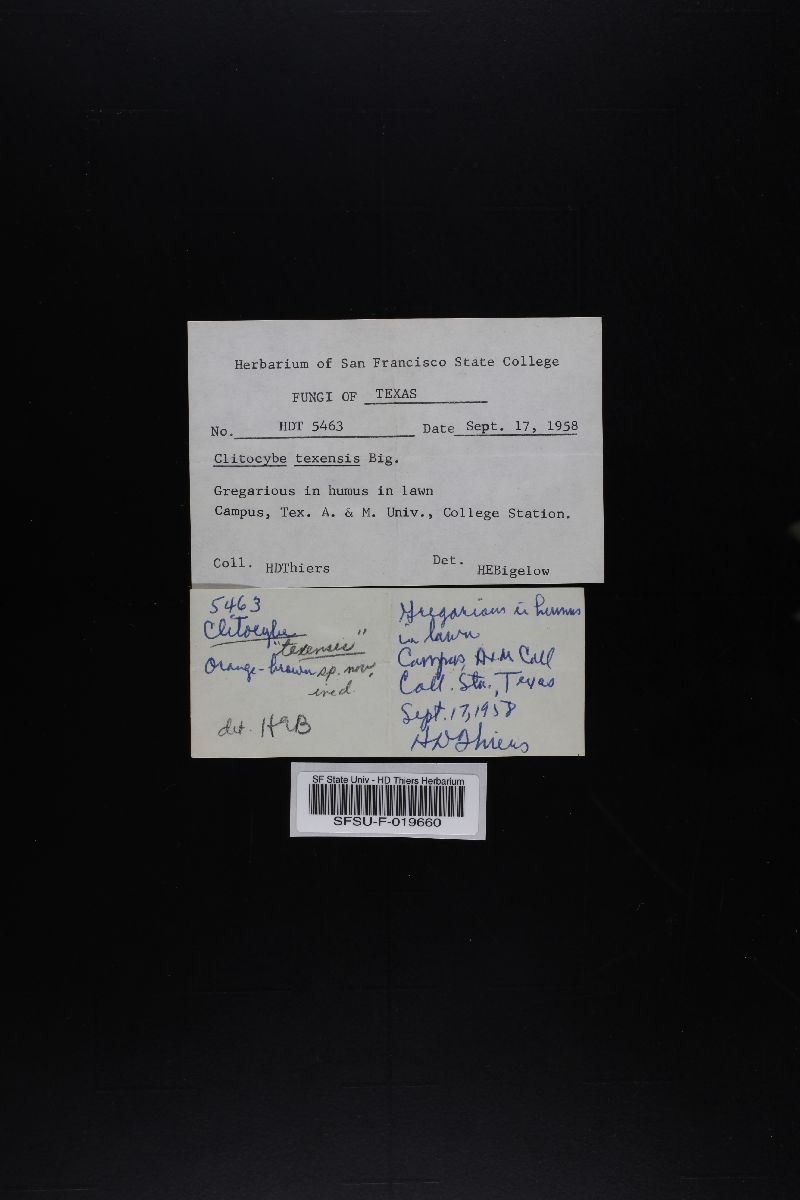 Herbarium of San Francisco State College
FUNGI OF TEXAS
No. HDT 5463 Date Sept. 17, 1958
Clitocybe texensis Big.
Gregarious in humus in lawn
Campus, Tex. A. & M. Univ., College Station.
Coll. HDThiers Det. HEBigelow
5463
Clitocybe
"texensis"
Orange-brown sp. nov.
ined.
det. HEB
Gregarious in humus
in lawn
Campus, A&M Coll
Coll. Sta., Texas
Sept. 17, 1958
HDThiers
SF State Univ - HD Thiers Herbarium
SFSU-F-019660